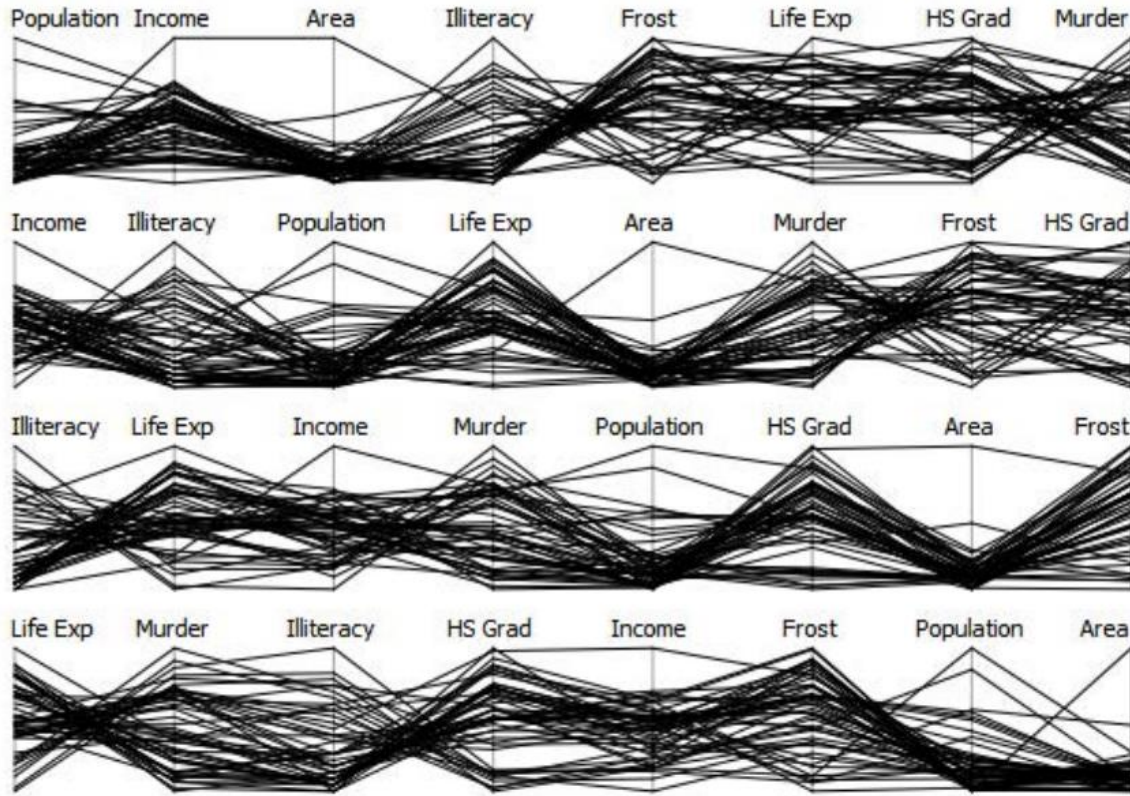 Population Income Area Illiteracy Frost Life Exp HS Grad Murder
Income Illiteracy Population Life Exp Area Murder Frost HS Grad
Illiteracy Life Exp Income Murder Population HS Grad Area Frost
Life Exp Murder Illiteracy HS Grad Income Frost Population Area